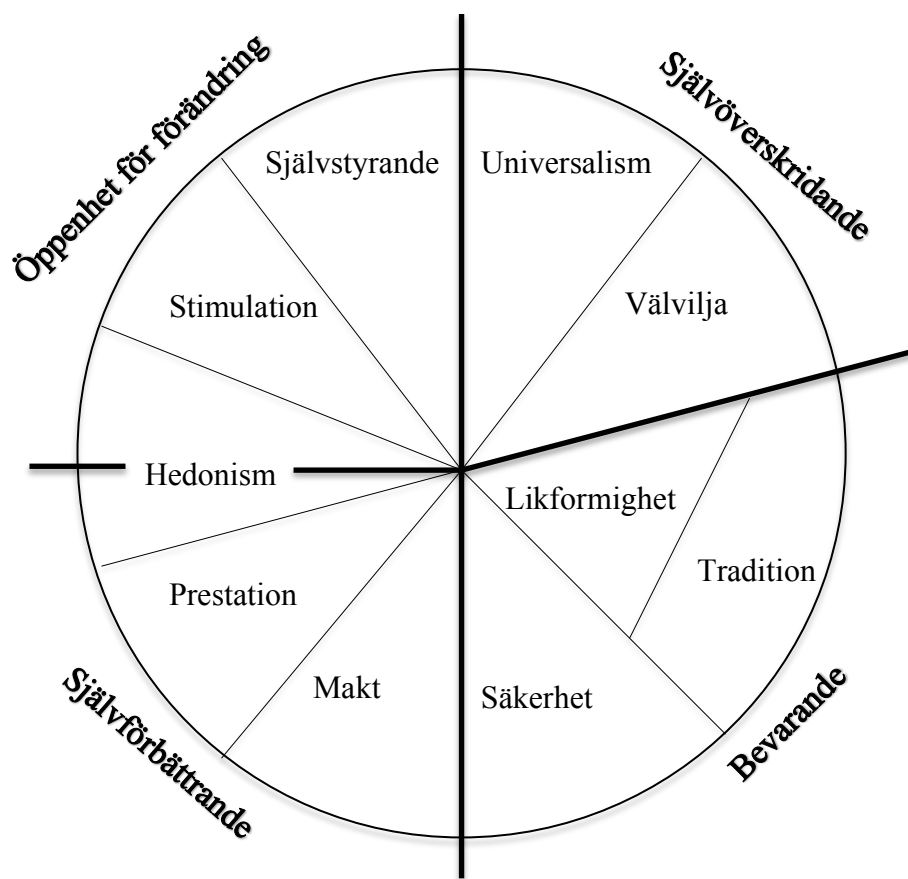 Öppenhet för förändring
Självöverskridande
Självstyrande
Universalism
Stimulation
Välvilja
Hedonism
Likformighet
Tradition
Prestation
Makt
Säkerhet
Självförbättrande
Bevarande